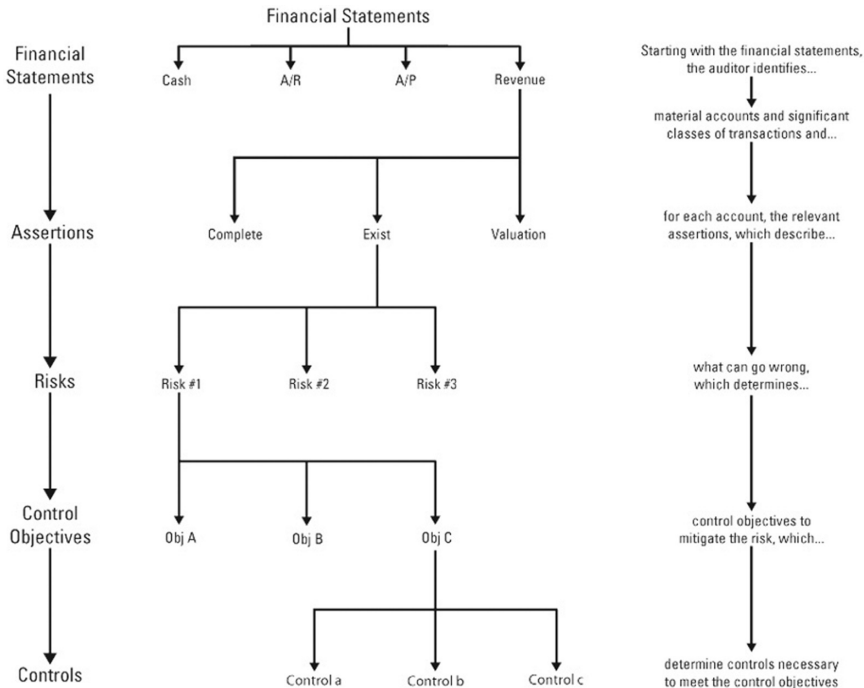 Financial Statements
Financial
Statements
Cash
A/R
A/P
Revenue
Starting with the financial statements,
the auditor identifies...
material accounts and significant
classes of transactions and...
Assertions
Complete
Exist
Valuation
for each account, the relevant
assertions, which describe...
Risks
Risk #1
Risk #2
Risk #3
what can go wrong,
which determines...
Control
Objectives
Obj A
Obj B
Obj C
control objectives to
mitigate the risk, which...
Controls
Control a
Control b
Control c
determine controls necessary
to meet the control objectives